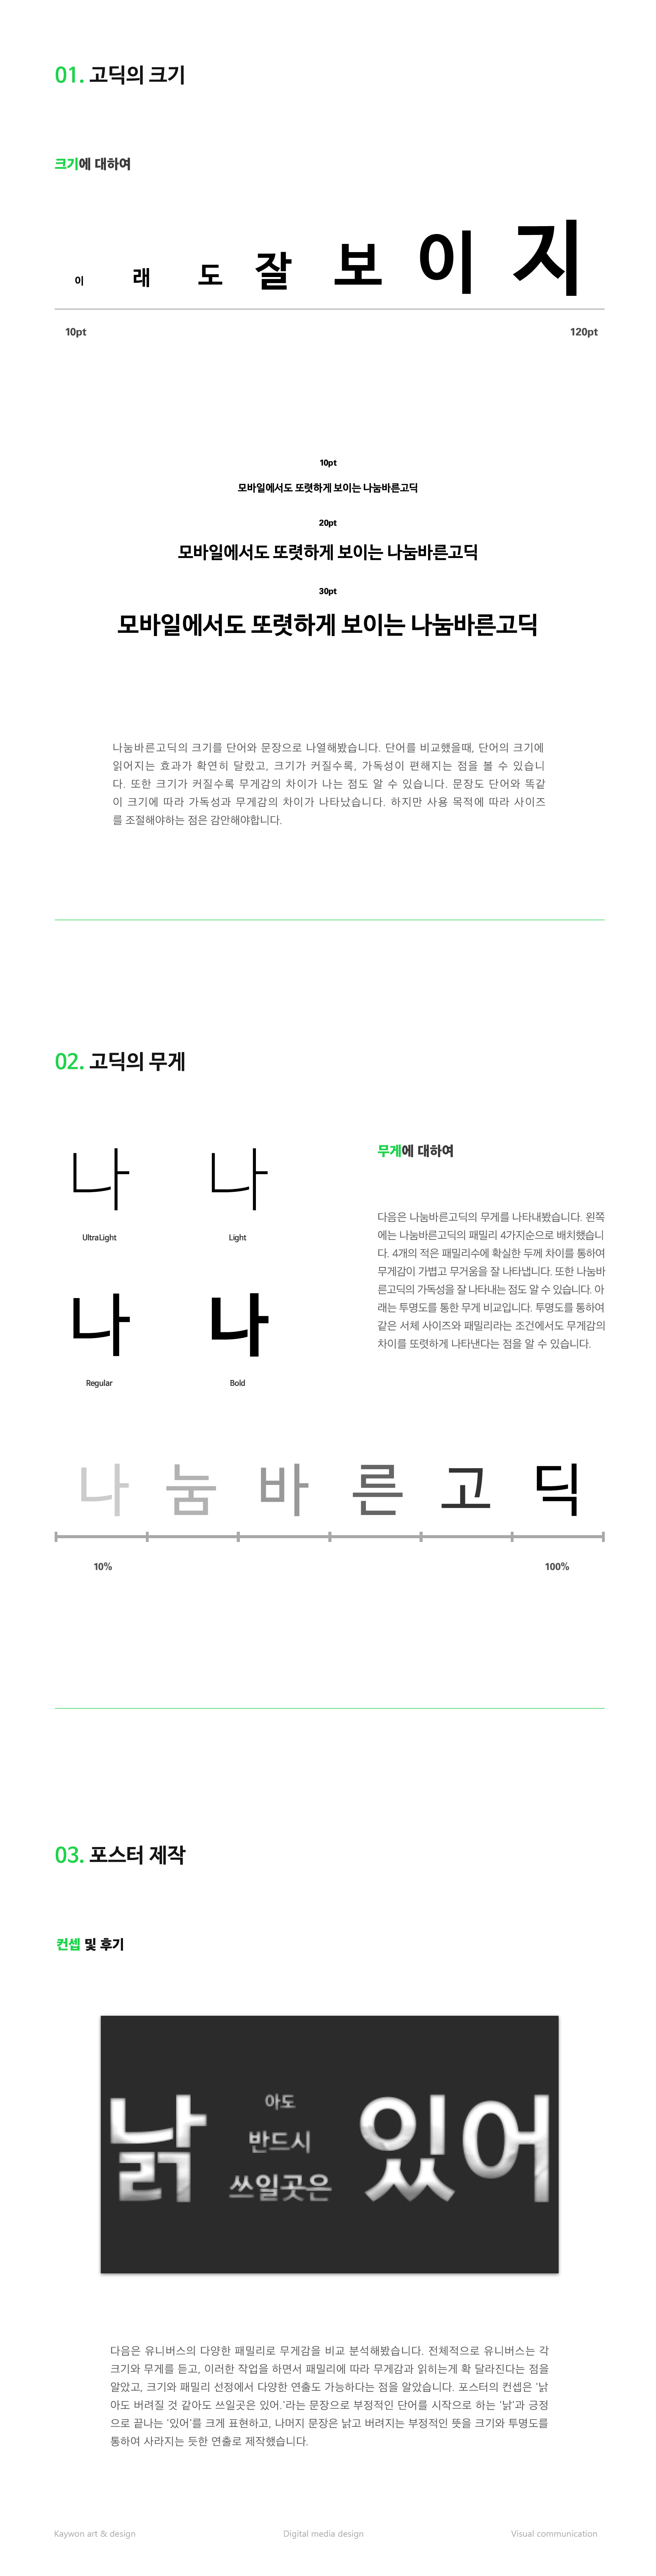 01. 고딕의 크기
크기에 대하여
이 래 도 잘 보 이 지
10pt 120pt
10pt
모바일에서도 또렷하게 보이는 나눔바른고딕
20pt
모바일에서도 또렷하게 보이는 나눔바른고딕
30pt
모바일에서도 또렷하게 보이는 나눔바른고딕
나눔바른고딕의 크기를 단어와 문장으로 나열해봤습니다. 단어를 비교했을때, 단어의 크기에
읽어지는 효과가 확연히 달랐고, 크기가 커질수록, 가독성이 편해지는 점을 볼 수 있습니
다. 또한 크기가 커질수록 무게감의 차이가 나는 점도 알 수 있습니다. 문장도 단어와 똑같
이 크기에 따라 가독성과 무게감의 차이가 나타났습니다. 하지만 사용 목적에 따라 사이즈
를 조절해야하는 점은 감안해야합니다.
02. 고딕의 무게
나 나
UltraLight Light
나 나
Regular Bold
무게에 대하여
다음은 나눔바른고딕의 무게를 나타내봤습니다. 왼쪽
에는 나눔바른고딕의 패밀리 4가지순으로 배치했습니
다. 4개의 적은 패밀리수에 확실한 두께 차이를 통하여
무게감이 가볍고 무거움을 잘 나타냅니다. 또한 나눔바
른고딕의 가독성을 잘 나타내는 점도 알 수 있습니다. 아
래는 투명도를 통한 무게 비교입니다. 투명도를 통하여
같은 서체 사이즈와 패밀리라는 조건에서도 무게감의
차이를 또렷하게 나타낸다는 점을 알 수 있습니다.
나 눔 바 른 고 딕
10% 100%
03. 포스터 제작
컨셉 및 후기
낡 아도 반드시 쓰일곳은 있어
다음은 유니버스의 다양한 패밀리로 무게감을 비교 분석해봤습니다. 전체적으로 유니버스는 각
크기와 무게를 듣고, 이러한 작업을 하면서 패밀리에 따라 무게감과 읽히는게 확 달라진다는 점을
알았고, 크기와 패밀리 선정에서 다양한 연출도 가능하다는 점을 알았습니다. 포스터의 컨셉은 '낡
아도 버려질 것 같아도 쓰일곳은 있어.'라는 문장으로 부정적인 단어를 시작으로 하는 '낡'과 긍정
으로 끝나는 '있어'를 크게 표현하고, 나머지 문장은 낡고 버려지는 부정적인 뜻을 크기와 투명도를
통하여 사라지는 듯한 연출로 제작했습니다.
Kaywon art & design Digital media design Visual communication